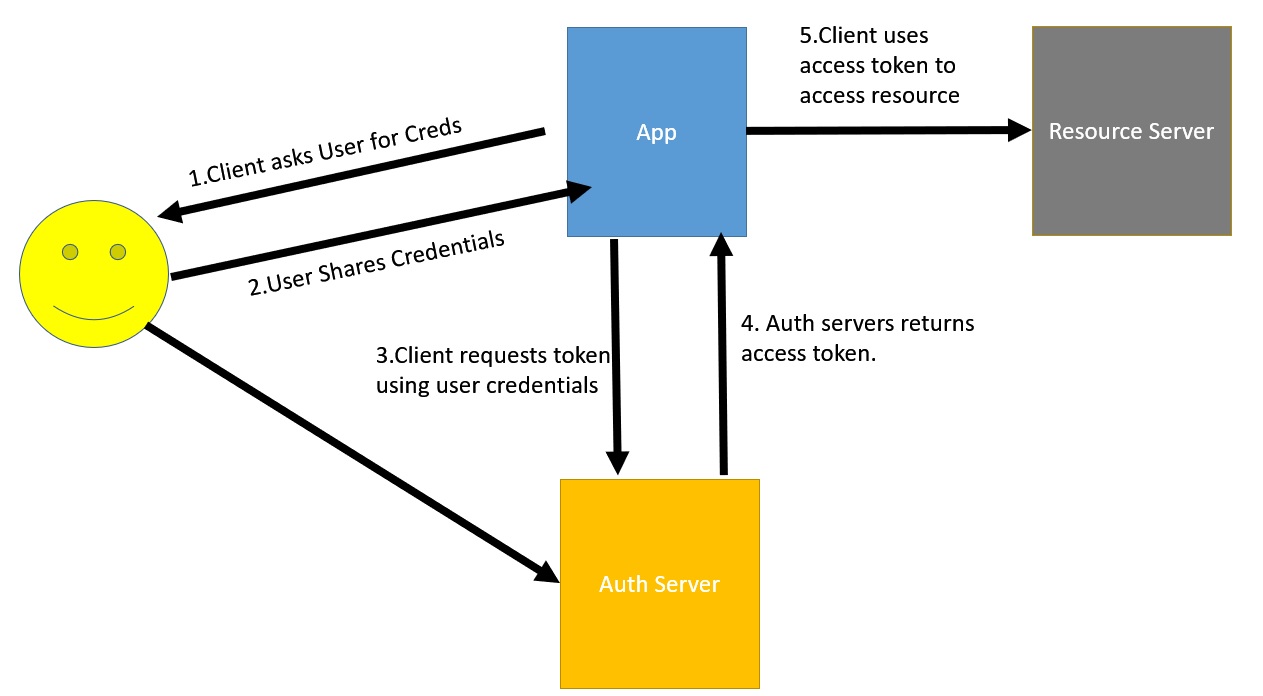 1.Client asks User for Creds
2.User Shares Credentials
App
5.Client uses
access token to
access resource
Resource Server
3.Client requests token
using user credentials
4. Auth servers returns
access token.
Auth Server